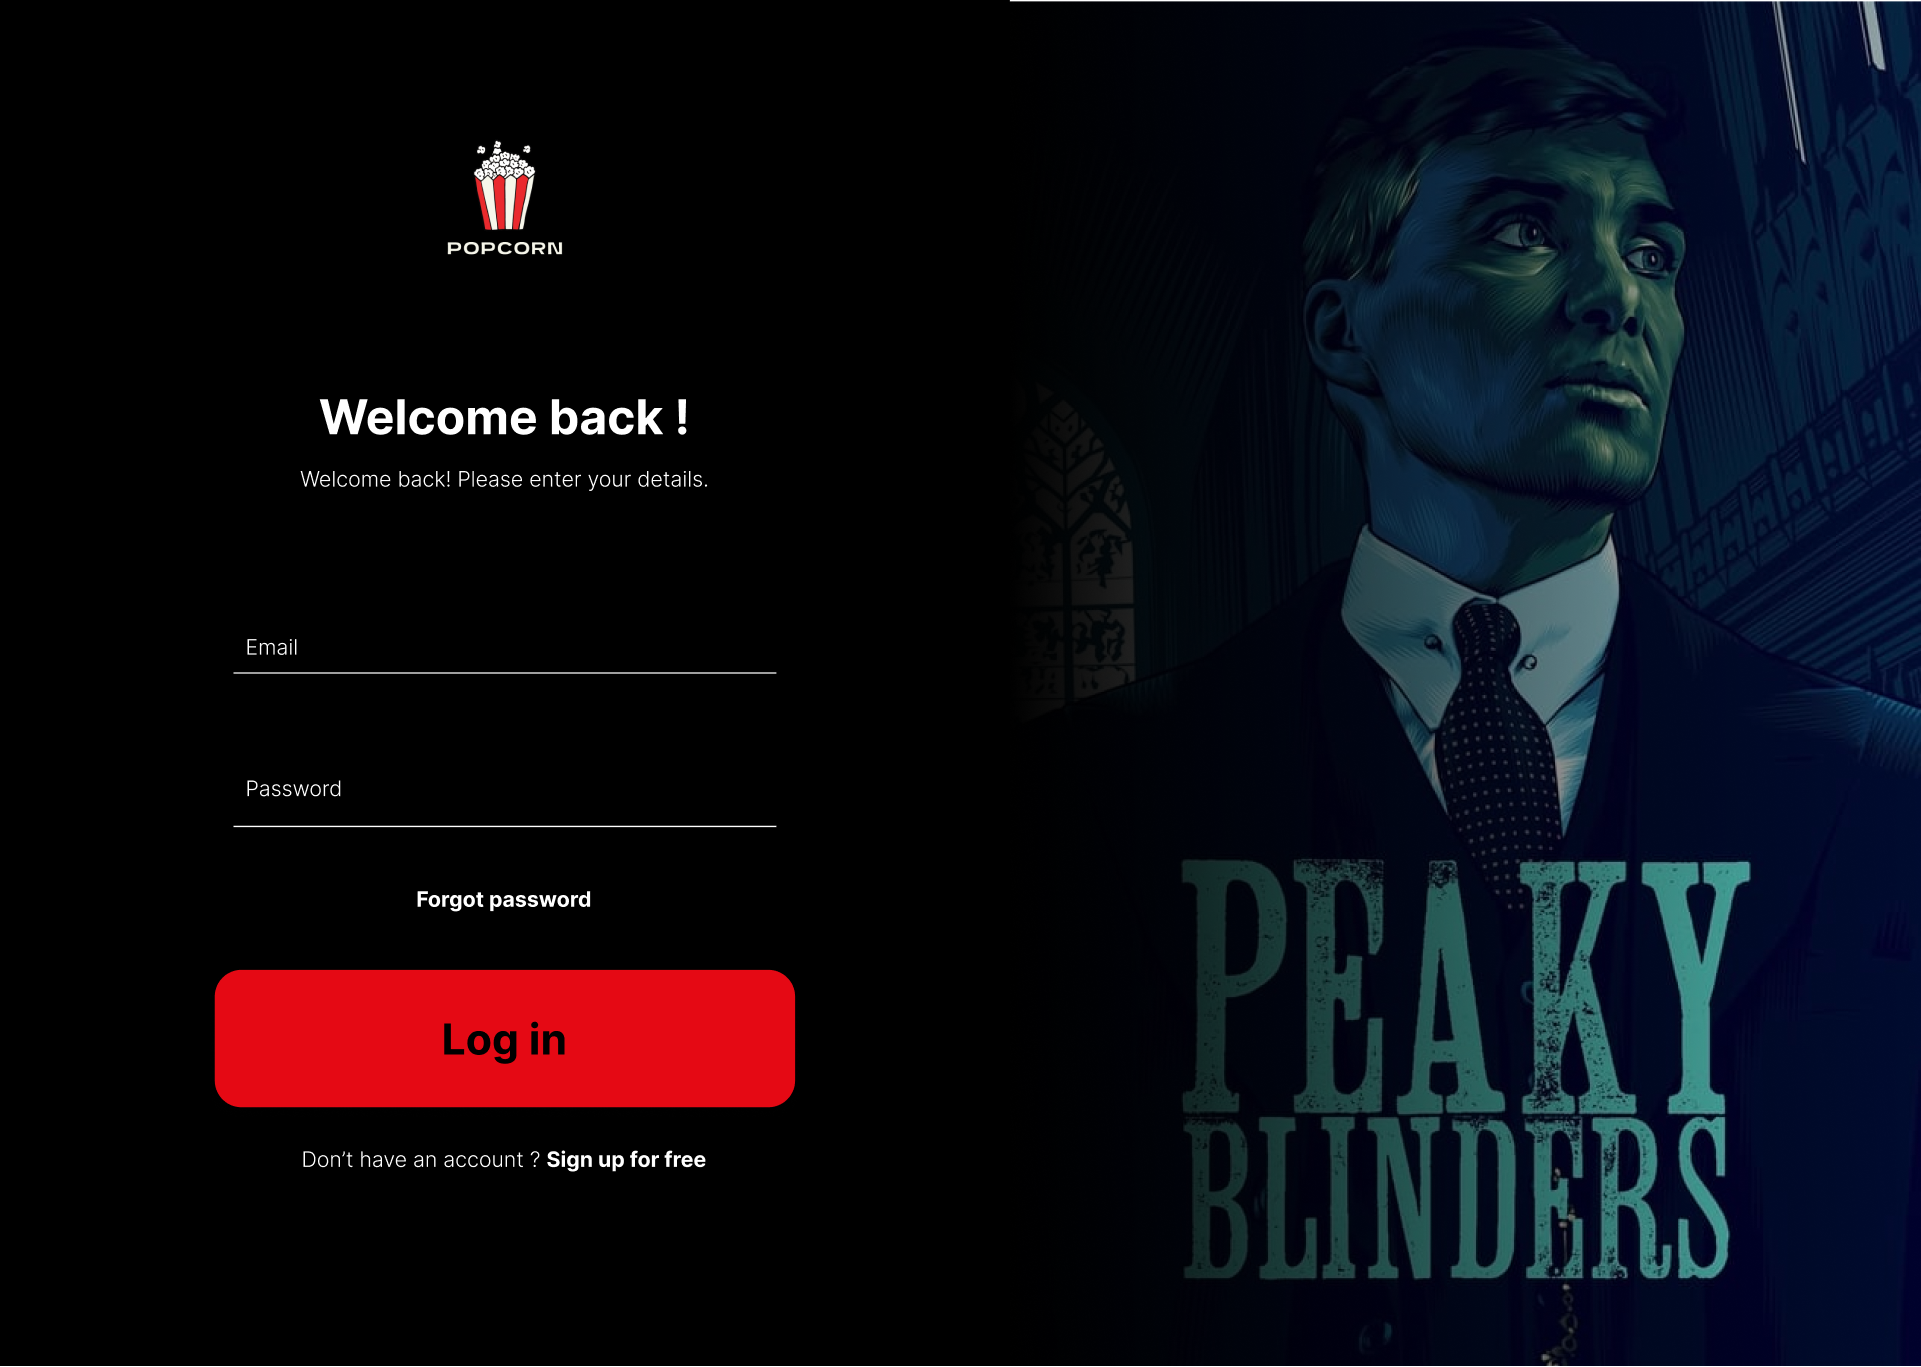 POPCORN
Welcome back !
Welcome back! Please enter your details.
Email
Password
Forgot password
Log in
Don’t have an account ? Sign up for free
PEAKY
BLINDERS